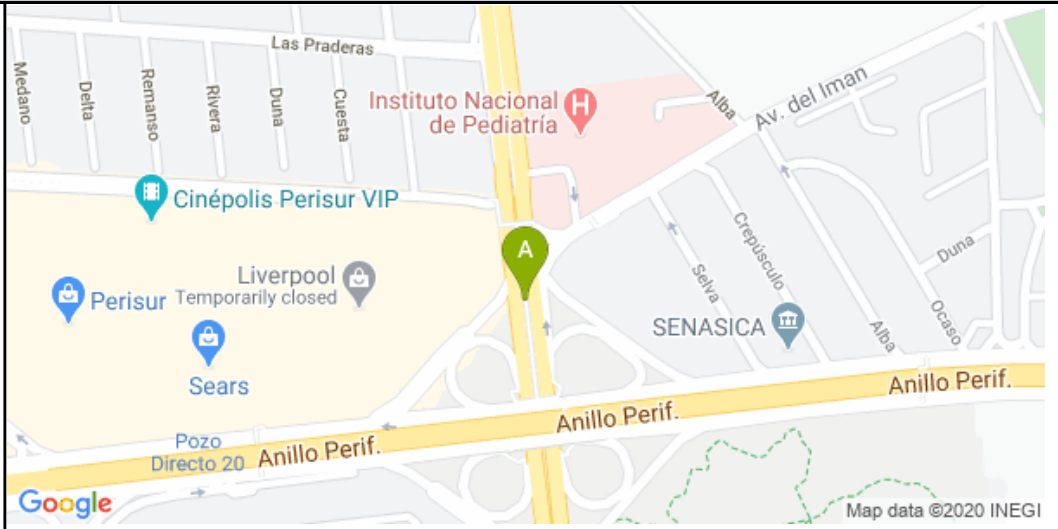 Las Praderas
Medano
Delta
Remanso
Rivera
Duna
Cuesta
Instituto Nacional
de Pediatría
H
Alba
Av. del Iman
Cinépolis Perisur VIP
A
Liverpool
Temporarily closed
Perisur
Sears
Selva
Crepúsculo
Duna
SENASICA
Alba
Ocaso
Anillo Perif.
Anillo Perif.
Anillo Perif.
Pozo
Directo 20
Google
Map data ©2020 INEGI